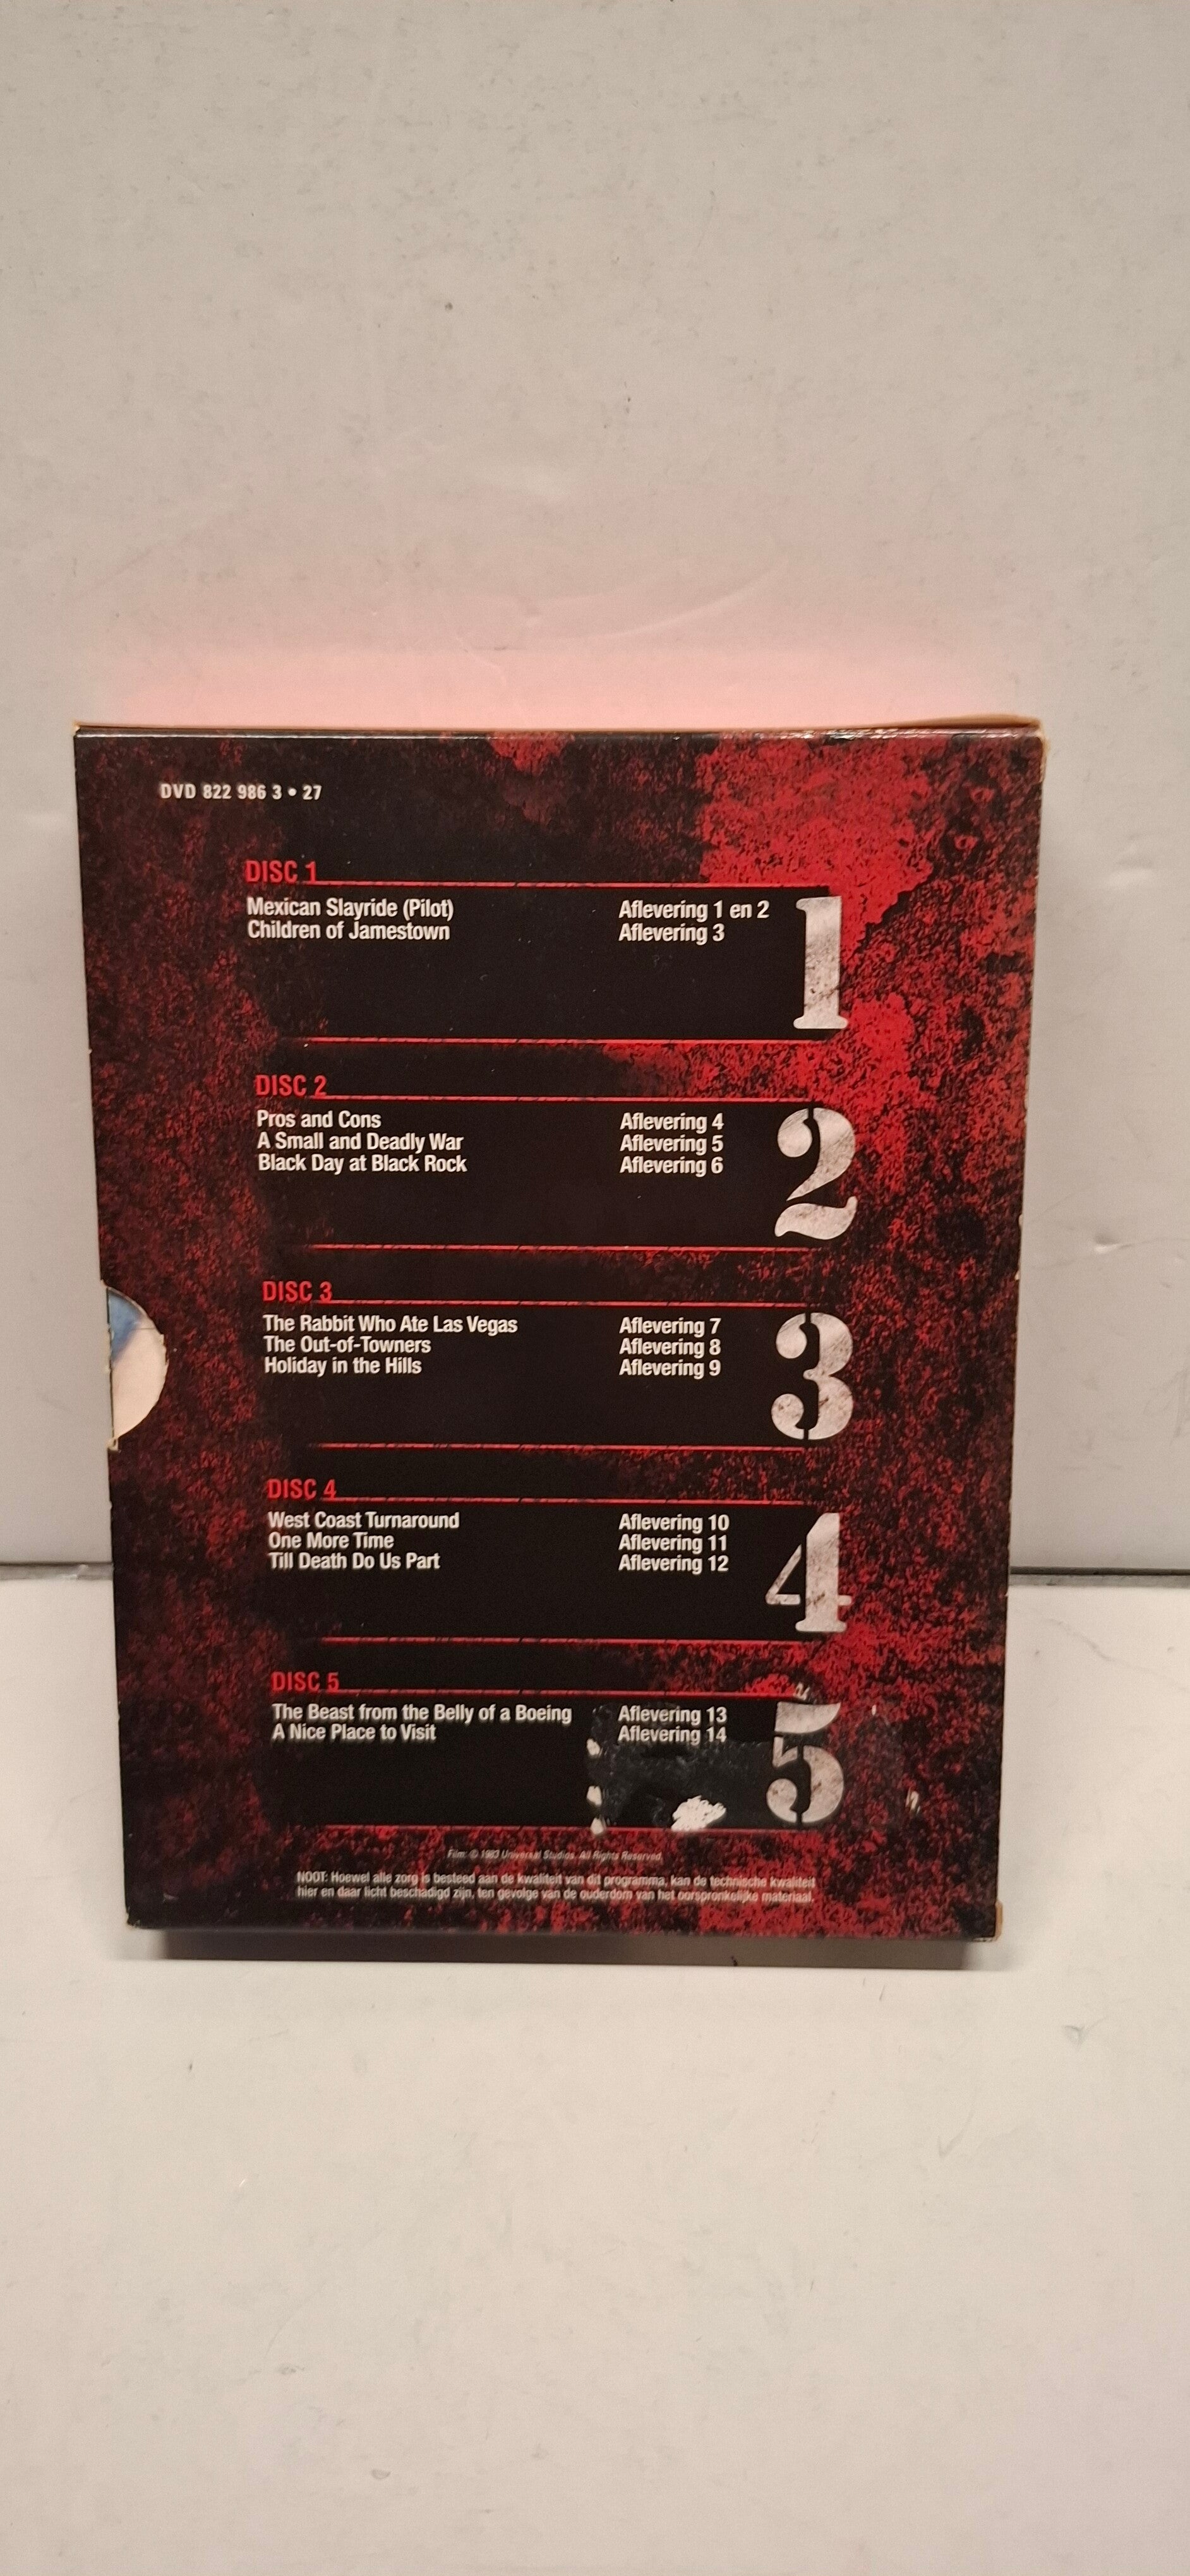 DVD 822 986 3 • 27
DISC 1
Mexican Slayride (Pilot) Aflevering 1 en 2
Children of Jamestown Aflevering 3
1
DISC 2
Pros and Cons Aflevering 4
A Small and Deadly War Aflevering 5
Black Day at Black Rock Aflevering 6
2
DISC 3
The Rabbit Who Ate Las Vegas Aflevering 7
The Out-of-Towners Aflevering 8
Holiday in the Hills Aflevering 9
3
DISC 4
West Coast Turnaround Aflevering 10
One More Time Aflevering 11
Till Death Do Us Part Aflevering 12
4
DISC 5
The Beast from the Belly of a Boeing Aflevering 13
A Nice Place to Visit Aflevering 14
5
Film: © 1983 Universal Studios. All Rights Reserved.
NOOT: Hoewel alle zorg is besteed aan de kwaliteit van dit programma, kan de technische kwaliteit
hier en daar licht beschadigd zijn, ten gevolge van de ouderdom van het oorspronkelijke materiaal.